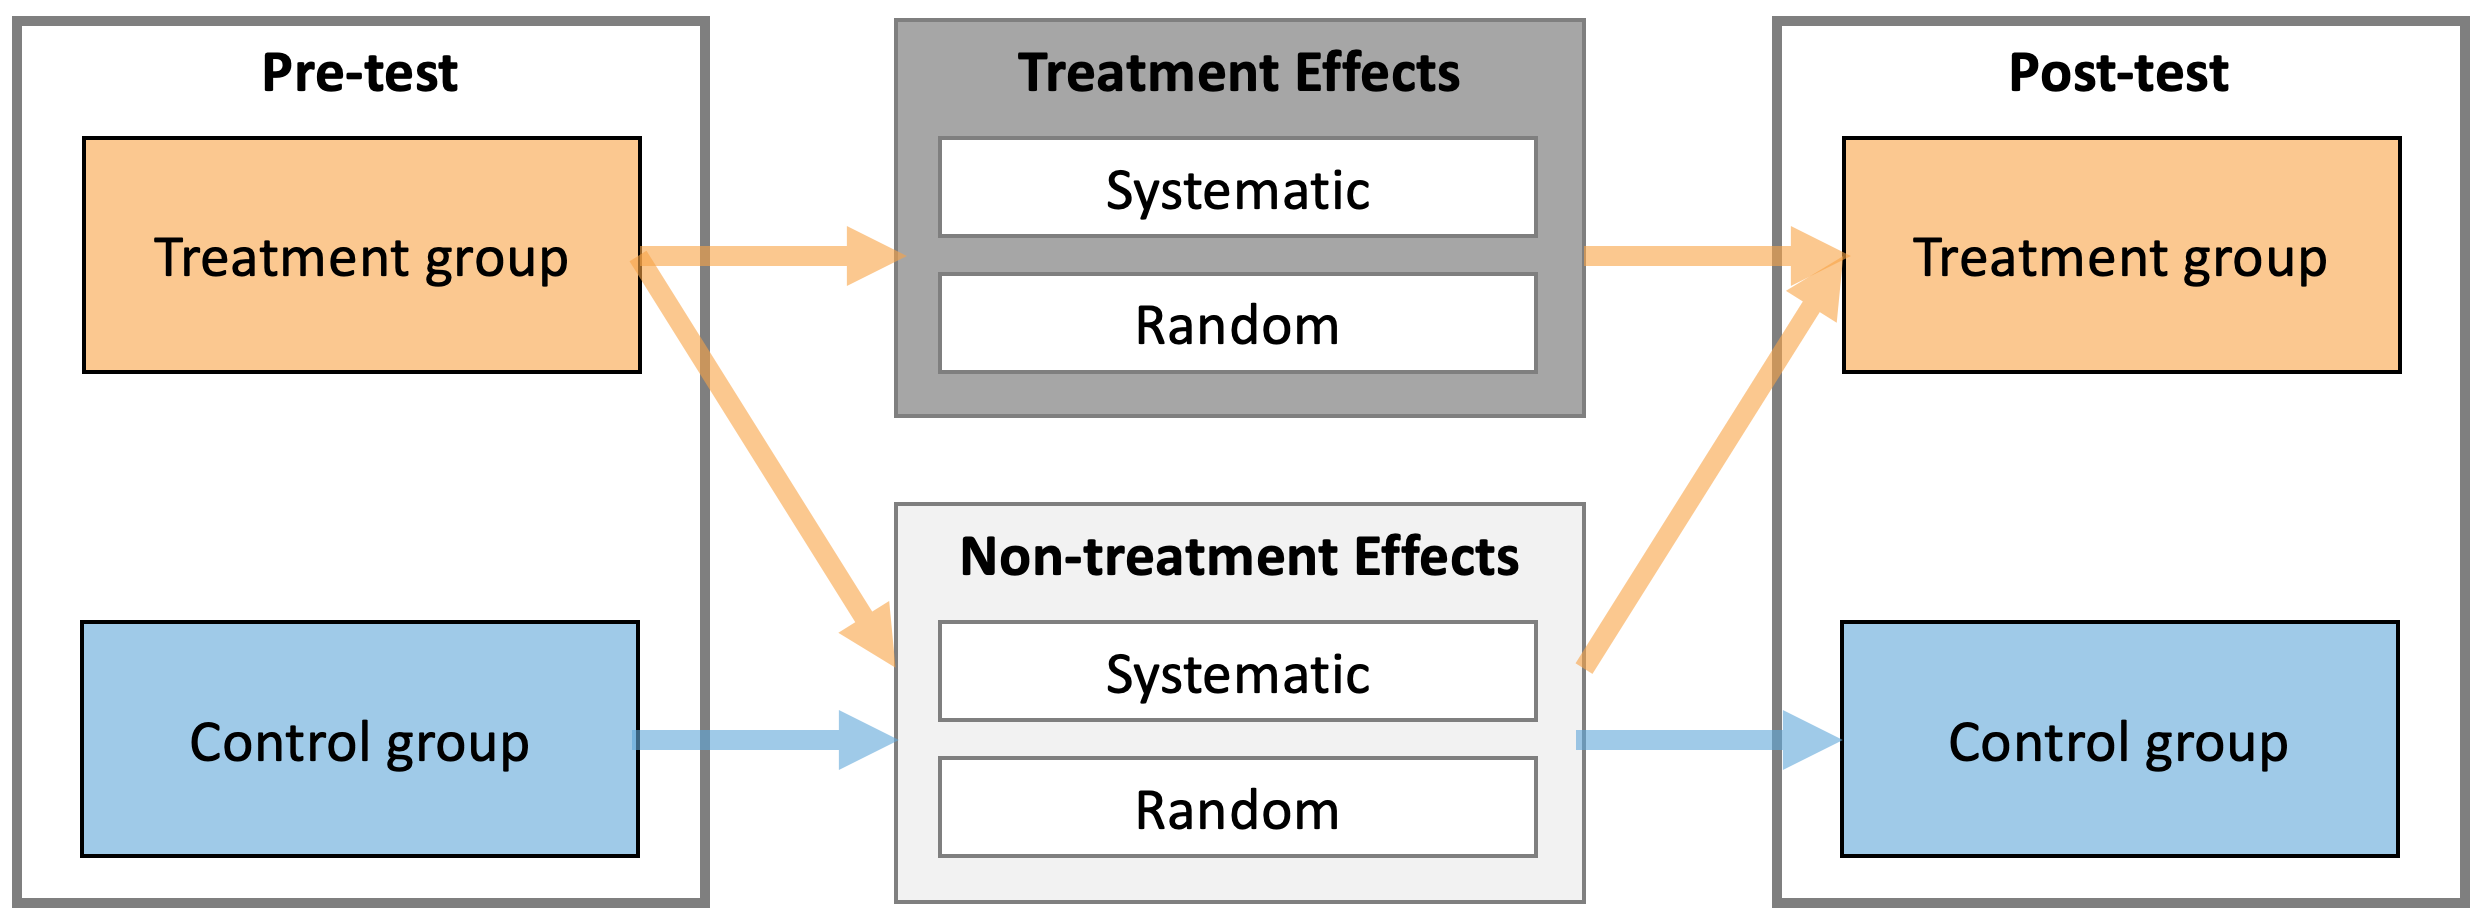 Pre-test
Treatment group
Control group
Treatment Effects
Systematic
Random
Non-treatment Effects
Systematic
Random
Post-test
Treatment group
Control group